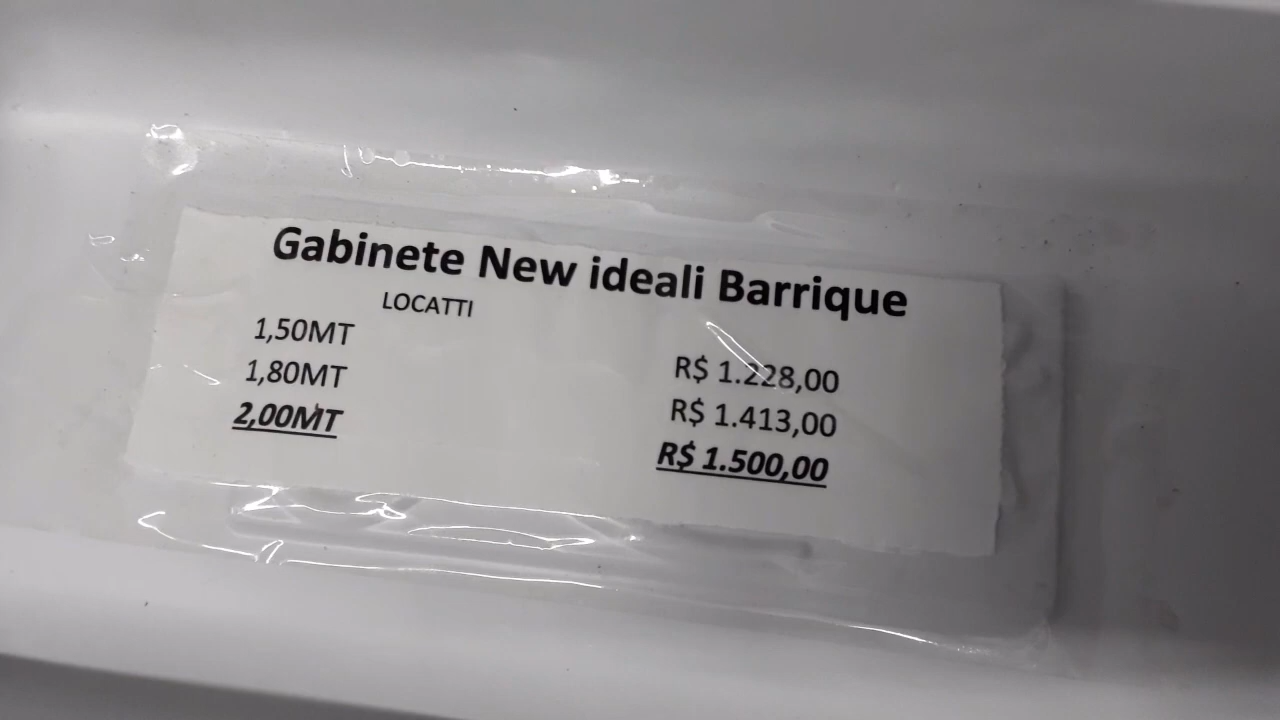 Gabinete New ideali Barrique
LOCATTI
1,50MT R$ 1.228,00
1,80MT R$ 1.413,00
2,00MT R$ 1.500,00